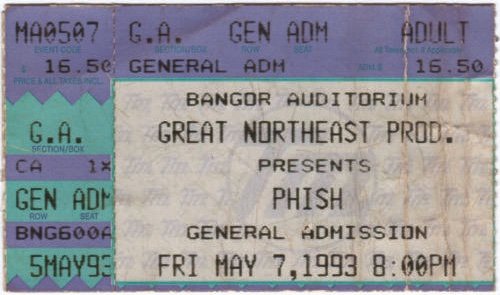 MA0507 G.A. GEN ADM ADULT
EVENT CODE SECTION/BOX ROW SEAT
$ 16.50 GENERAL ADM ADM.$ 16.50
PRICE & ALL TAXES INCL.
BANGOR AUDITORIUM
G.A. GREAT NORTHEAST PROD.
SECTION/BOX
CA 1X PRESENTS
GEN ADM PHISH
ROW SEAT
BNG600A GENERAL ADMISSION
5MAY93 FRI MAY 7,1993 8:00PM